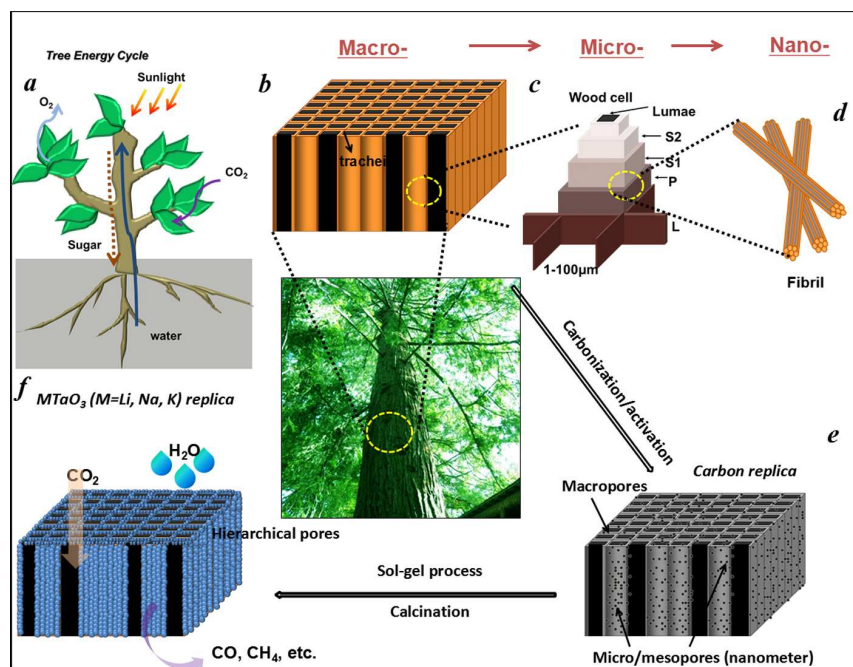 Macro-
Micro-
Nano-
Tree Energy Cycle
a
Sunlight
O2
CO2
Sugar
water
b
trachei
c
Wood cell
Lumae
S2
S1
P
L
1-100μm
d
Fibril
Carbonization/activation
e
Carbon replica
Macropores
Micro/mesopores (nanometer)
Sol-gel process
Calcination
f
MTaO3 (M=Li, Na, K) replica
H2O
CO2
Hierarchical pores
CO, CH4, etc.